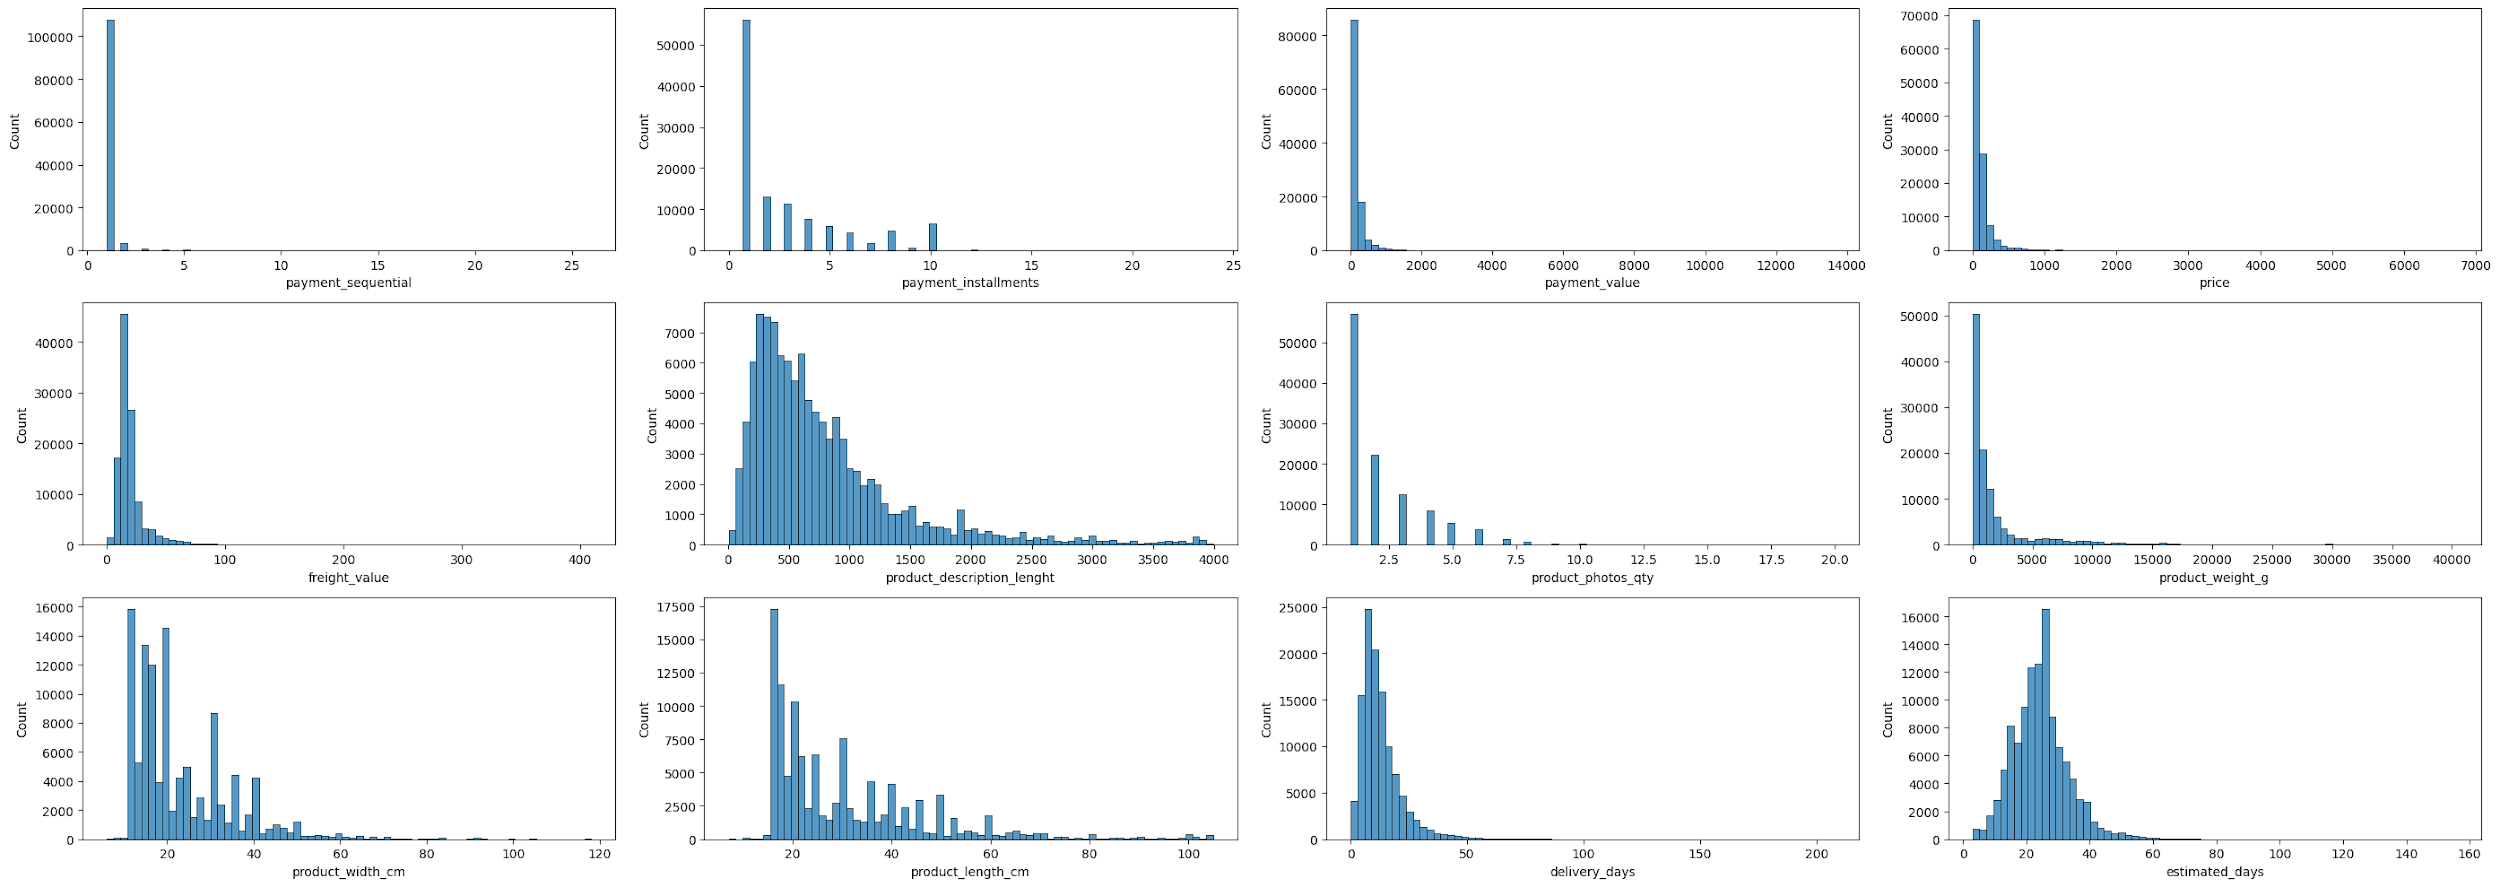 100000
80000
60000
40000
20000
0
Count
0 5 10 15 20 25
payment_sequential
50000
40000
30000
20000
10000
0
Count
0 5 10 15 20 25
payment_installments
80000
60000
40000
20000
0
Count
0 2000 4000 6000 8000 10000 12000 14000
payment_value
70000
60000
50000
40000
30000
20000
10000
0
Count
0 1000 2000 3000 4000 5000 6000 7000
price
40000
30000
20000
10000
0
Count
0 100 200 300 400
freight_value
7000
6000
5000
4000
3000
2000
1000
0
Count
0 500 1000 1500 2000 2500 3000 3500 4000
product_description_lenght
50000
40000
30000
20000
10000
0
Count
2.5 5.0 7.5 10.0 12.5 15.0 17.5 20.0
product_photos_qty
50000
40000
30000
20000
10000
0
Count
0 5000 10000 15000 20000 25000 30000 35000 40000
product_weight_g
16000
14000
12000
10000
8000
6000
4000
2000
0
Count
20 40 60 80 100 120
product_width_cm
17500
15000
12500
10000
7500
5000
2500
0
Count
20 40 60 80 100
product_length_cm
25000
20000
15000
10000
5000
0
Count
0 50 100 150 200
delivery_days
16000
14000
12000
10000
8000
6000
4000
2000
0
Count
0 20 40 60 80 100 120 140 160
estimated_days